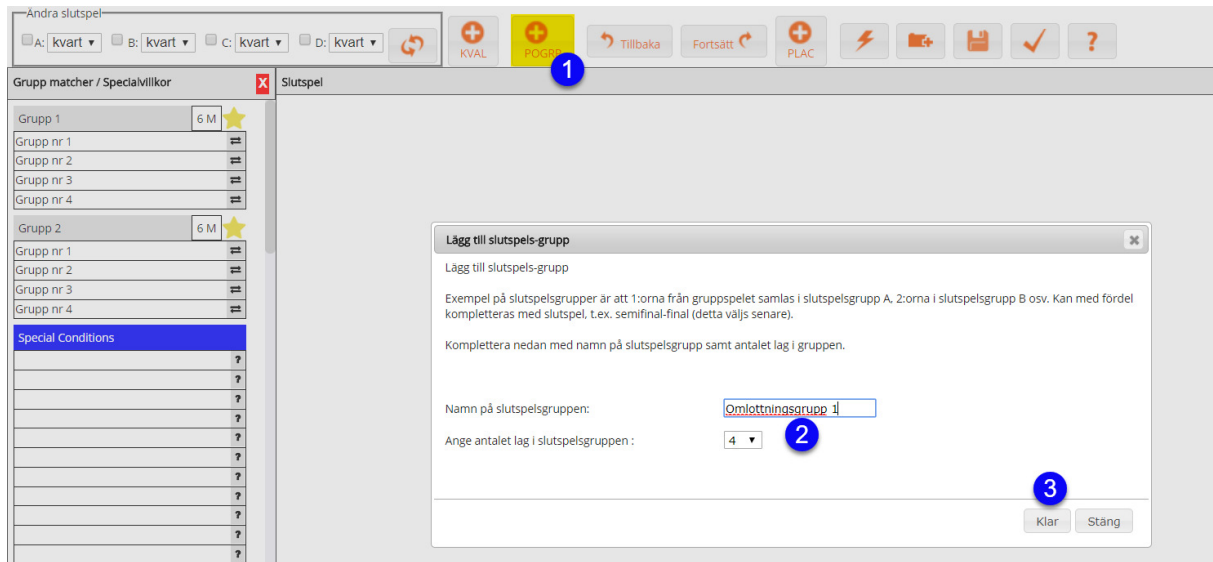 Ändra slutspel
A: kvart B: kvart C: kvart D: kvart
KVAL
POGRP
Tillbaka
Fortsätt
PLAC
?
1
Grupp matcher / Specialvillkor X
Slutspel
Grupp 1 6 M
Grupp nr 1
Grupp nr 2
Grupp nr 3
Grupp nr 4
Grupp 2 6 M
Grupp nr 1
Grupp nr 2
Grupp nr 3
Grupp nr 4
Special Conditions
?
?
?
?
?
?
?
?
?
?
?
Lägg till slutspels-grupp
Lägg till slutspels-grupp
Exempel på slutspelsgrupper är att 1:orna från gruppspelet samlas i slutspelsgrupp A, 2:orna i slutspelsgrupp B osv. Kan med fördel
kompletteras med slutspel, t.ex. semifinal-final (detta väljs senare).
Komplettera nedan med namn på slutspelsgrupp samt antalet lag i gruppen.
Namn på slutspelsgruppen: Omlottningsgrupp 1
Ange antalet lag i slutspelsgruppen : 4
2
3
Klar Stäng